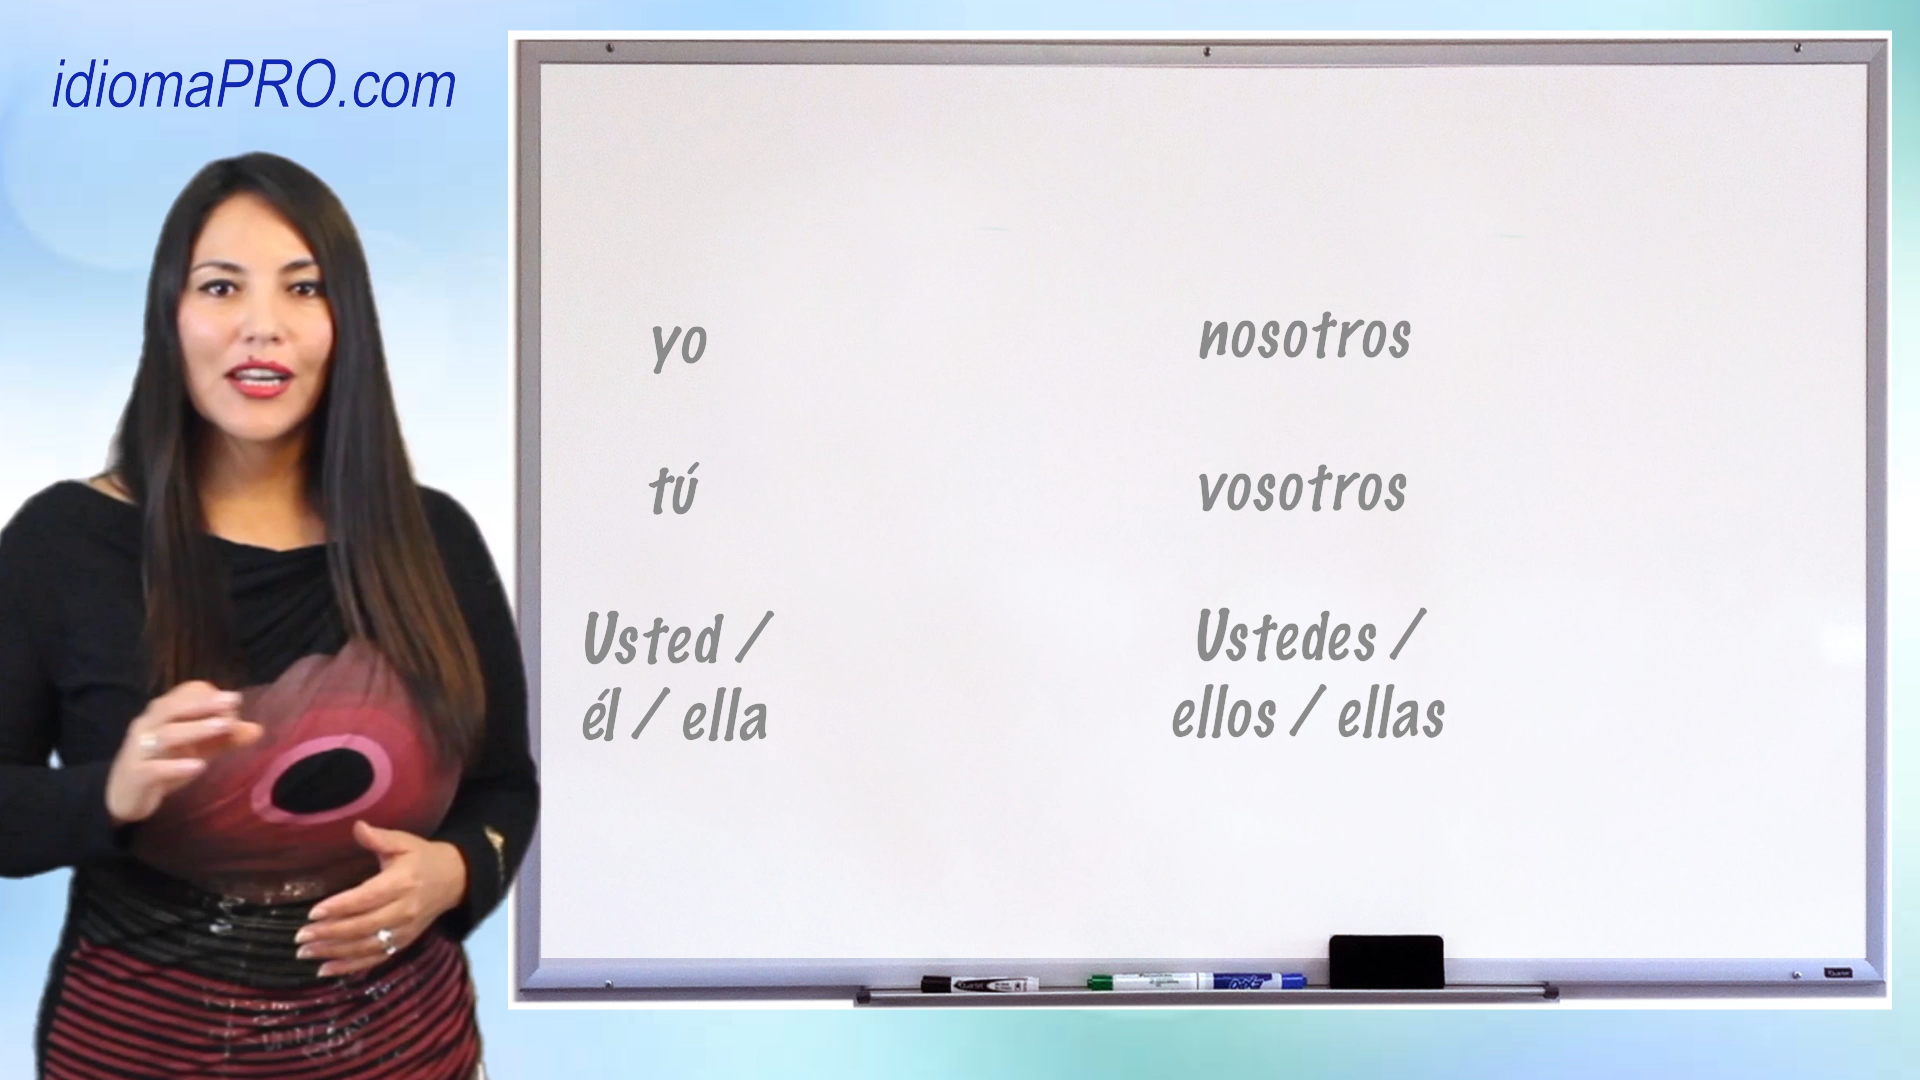 idiomaPRO.com
yo
nosotros
tú
vosotros
Usted /
él / ella
Ustedes /
ellos / ellas